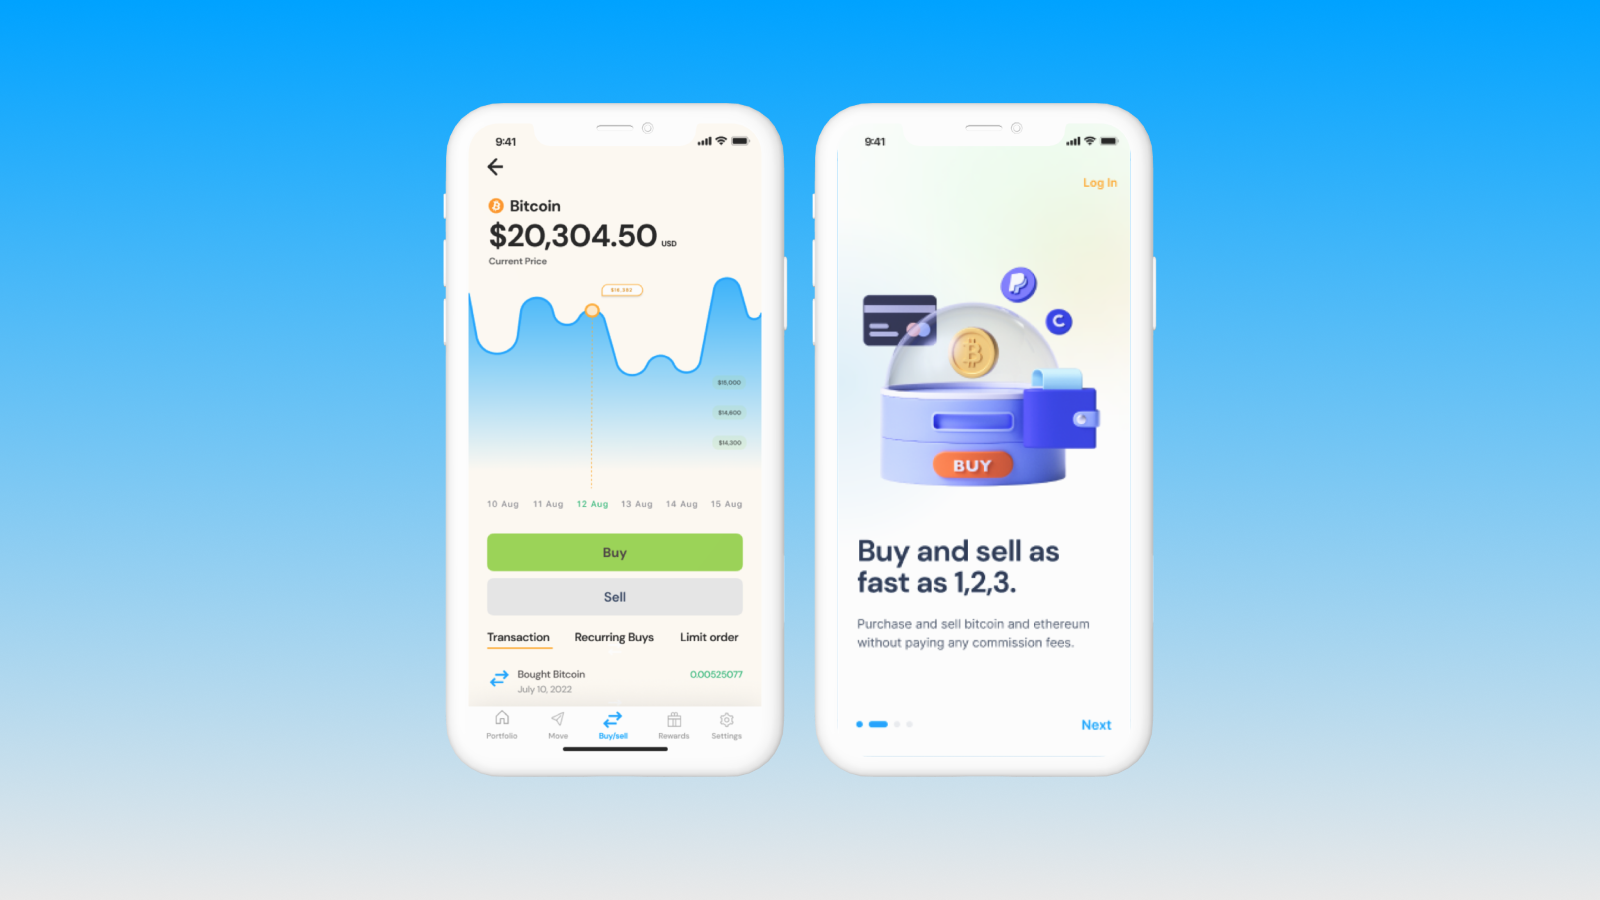 9:41
Bitcoin
$20,304.50 USD
Current Price
$15,000
$14,600
$14,300
10 Aug 11 Aug 12 Aug 13 Aug 14 Aug 15 Aug
Buy
Sell
Transaction Recurring Buys Limit order
Bought Bitcoin 0.00525077
July 10, 2022
Portfolio Move Buy/sell Rewards Settings
9:41
Log In
C
BUY
Buy and sell as
fast as 1,2,3.
Purchase and sell bitcoin and ethereum
without paying any commission fees.
Next